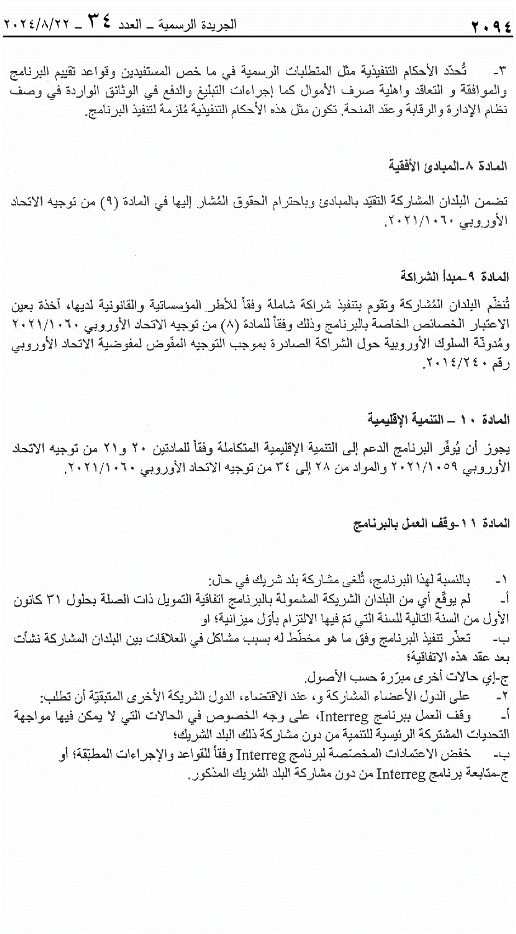 ٢٠٩٤
الجريدة الرسمية – العدد ٣٤ – ٢٠٢٤/٨/٢٢
٣- تُحدّد الأحكام التنفيذية مثل المتطلبات الرسمية في ما خص المستفيدين وقواعد تقييم البرنامج
والموافقة و التعاقد واهلية صرف الأموال كما إجراءات التبليغ والدفع في الوثائق الواردة في وصف
نظام الإدارة والرقابة وعقد المنحة. تكون مثل هذه الأحكام التنفيذية مُلزمة لتنفيذ البرنامج.
المادة ٨-المبادئ الأفقية
تضمن البلدان المشاركة التقيّد بالمبادئ وباحترام الحقوق المُشار إليها في المادة (٩) من توجيه الاتحاد
الأوروبي ٢٠٢١/١٠٦٠.
المادة ٩-مبدأ الشراكة
تُنظّم البلدان المُشاركة وتقوم بتنفيذ شراكة شاملة وفقاً للأطر المؤسساتية والقانونية لديها، آخذة بعين
الاعتبار الخصائص الخاصة بالبرنامج وذلك وفقاً للمادة (٨) من توجيه الاتحاد الأوروبي ٢٠٢١/١٠٦٠
ومُدونّة السلوك الأوروبية حول الشراكة الصادرة بموجب التوجيه المفّوض لمفوضية الاتحاد الأوروبي
رقم ٢٠١٤/٢٤٠.
المادة ١٠ – التنمية الإقليمية
يجوز أن يُوفّر البرنامج الدعم إلى التنمية الإقليمية المتكاملة وفقاً للمادتين ٢٠ و٢١ من توجيه الاتحاد
الأوروبي ٢٠٢١/١٠٥٩ والمواد من ٢٨ إلى ٣٤ من توجيه الاتحاد الأوروبي ٢٠٢١/١٠٦٠.
المادة ١١-وقف العمل بالبرنامج
١- بالنسبة لهذا البرنامج، تُلغى مشاركة بلد شريك في حال:
أ- لم يوقّع أي من البلدان الشريكة المشمولة بالبرنامج اتفاقية التمويل ذات الصلة بحلول ٣١ كانون
الأول من السنة التالية للسنة التي تمّ فيها الالتزام بأوّل ميزانية؛ او
ب- تعذّر تنفيذ البرنامج وفق ما هو مخطّط له بسبب مشاكل في العلاقات بين البلدان المشاركة نشأت
بعد عقد هذه الاتفاقية؛
ج-إي حالات أخرى مبرّرة حسب الأصول.
٢- على الدول الأعضاء المشاركة و، عند الاقتضاء، الدول الشريكة الأخرى المتبقيّة أن تطلب:
أ- وقف العمل ببرنامج Interreg، على وجه الخصوص في الحالات التي لا يمكن فيها مواجهة
التحديات المشتركة الرئيسية للتنمية من دون مشاركة ذلك البلد الشريك؛
ب- خفض الاعتمادات المخصّصة لبرنامج Interreg وفقاً للقواعد والإجراءات المطبّقة؛ أو
ج-متابعة برنامج Interreg من دون مشاركة البلد الشريك المذكور.